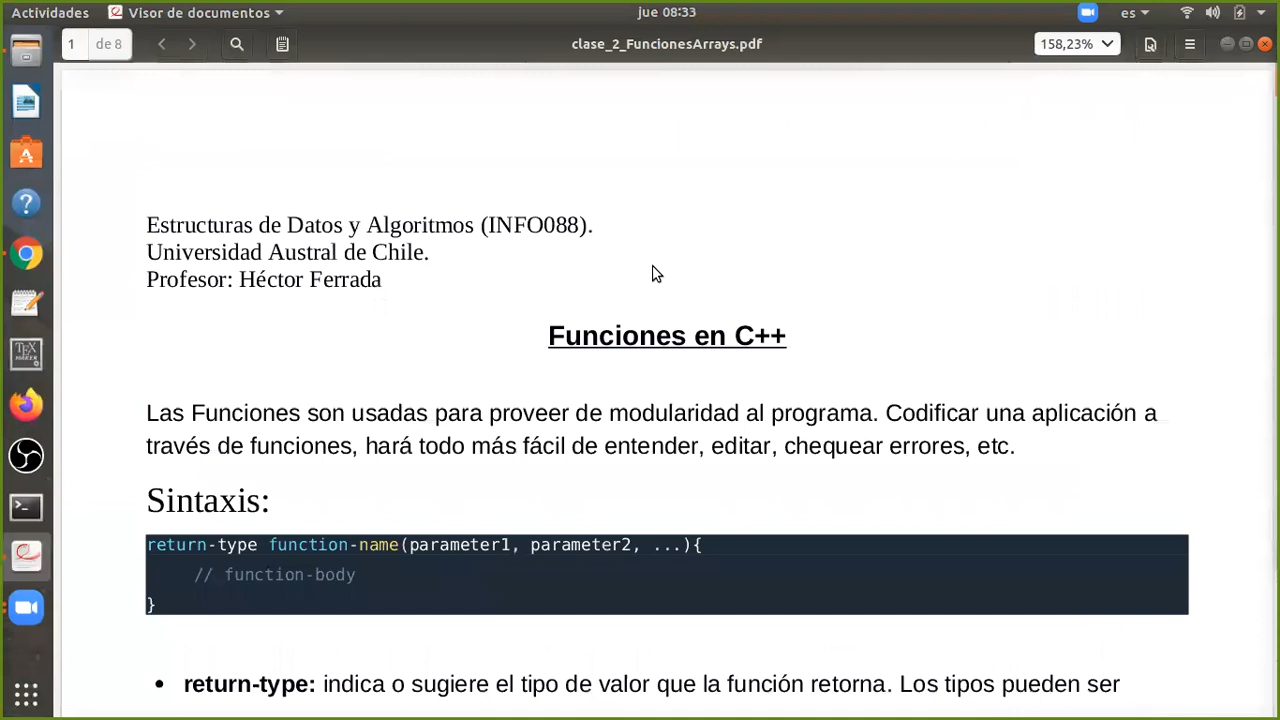 Actividades Visor de documentos jue 08:33 es
1 de 8 clase_2_FuncionesArrays.pdf 158,23%
Estructuras de Datos y Algoritmos (INFO088).
Universidad Austral de Chile.
Profesor: Héctor Ferrada
Funciones en C++
Las Funciones son usadas para proveer de modularidad al programa. Codificar una aplicación a
través de funciones, hará todo más fácil de entender, editar, chequear errores, etc.
Sintaxis:
return-type function-name(parameter1, parameter2, ...){
// function-body
}
• return-type: indica o sugiere el tipo de valor que la función retorna. Los tipos pueden ser